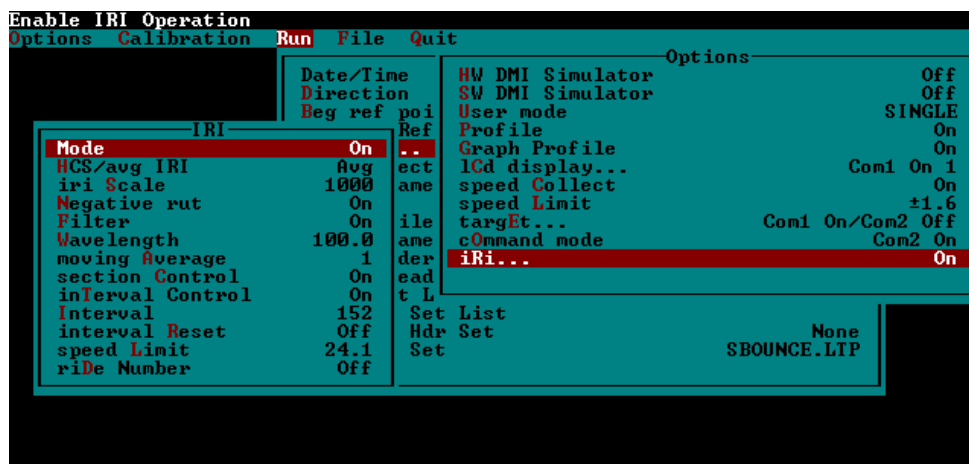 Enable IRI Operation
Options Calibration Run File Quit
Options
Date/Time
Direction
Beg ref poi
Ref
..
ect
ame
ile
ame
der
ead
t L
HW DMI Simulator Off
SW DMI Simulator Off
User mode SINGLE
Profile On
Graph Profile On
lCd display... Com1 On 1
speed Collect On
speed Limit ±1.6
targEt... Com1 On/Com2 Off
cOmmand mode Com2 On
iRi... On
IRI
Mode On
HCS/avg IRI Avg
iri Scale 1000
Negative rut On
Filter On
Wavelength 100.0
moving Average 1
section Control On
inTerval Control On
Interval 152
interval Reset Off
speed Limit 24.1
riDe Number Off
Set List
Hdr Set None
Set SBOUNCE.LTP